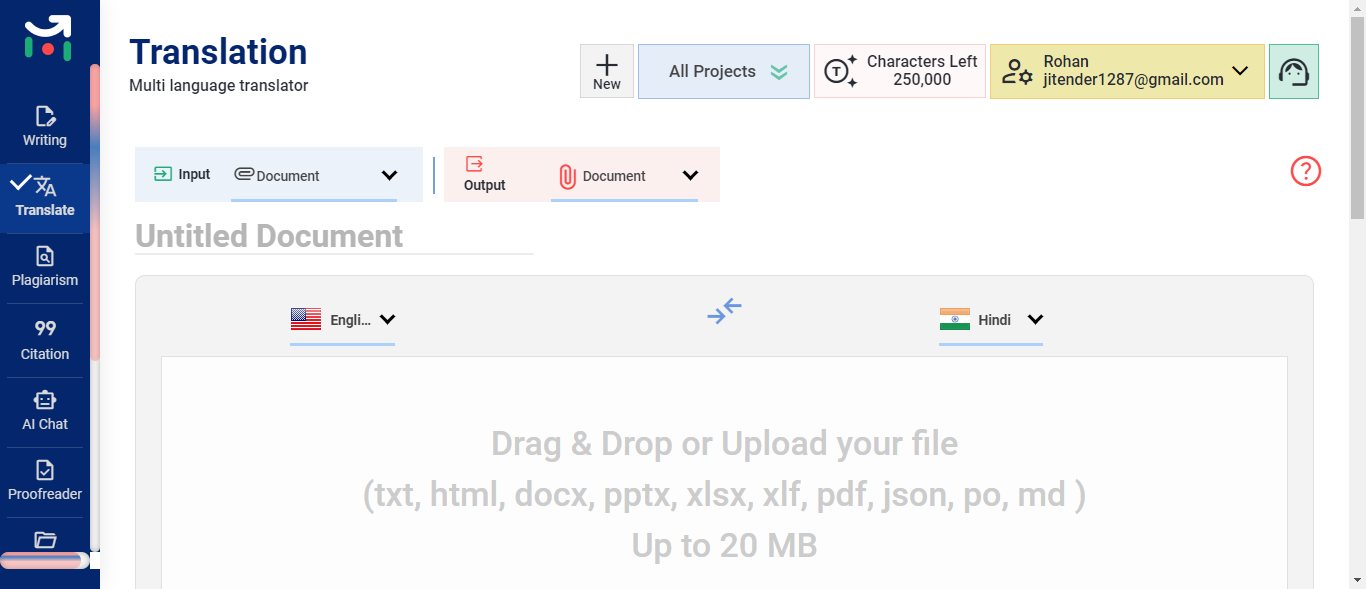 Translation
Multi language translator
New
All Projects
T
Characters Left
250,000
Rohan
jitender1287@gmail.com
Writing
Translate
Plagiarism
99
Citation
AI Chat
Proofreader
Input
Document
Output
Document
?
Untitled Document
Engli...
Hindi
Drag & Drop or Upload your file
(txt, html, docx, pptx, xlsx, xlf, pdf, json, po, md )
Up to 20 MB